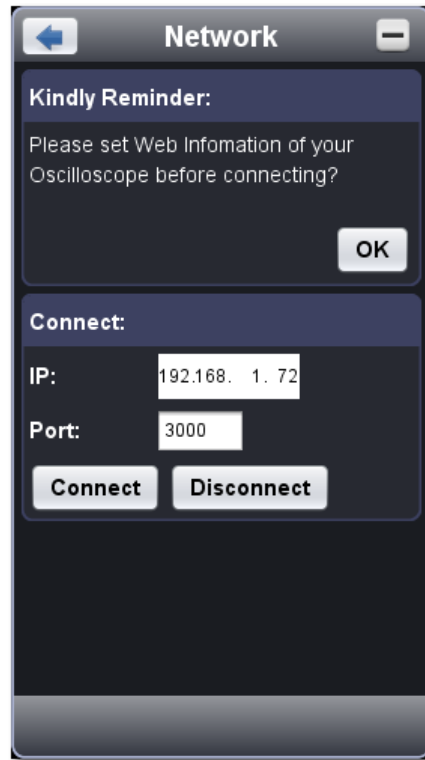 Network
Kindly Reminder:
Please set Web Infomation of your
Oscilloscope before connecting?
OK
Connect:
IP: 192.168. 1. 72
Port: 3000
Connect Disconnect